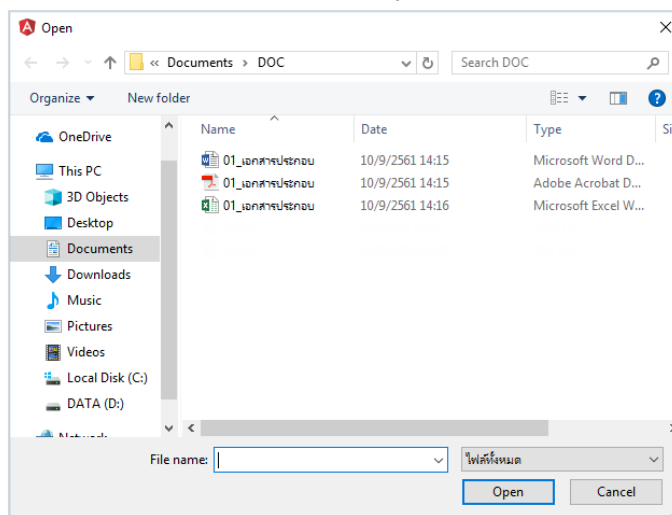 Open
« Documents › DOC
Search DOC
Organize New folder
Name Date Type Si
01_เอกสารประกอบ 10/9/2561 14:15 Microsoft Word D...
01_เอกสารประกอบ 10/9/2561 14:15 Adobe Acrobat D...
01_เอกสารประกอบ 10/9/2561 14:16 Microsoft Excel W...
OneDrive
This PC
3D Objects
Desktop
Documents
Downloads
Music
Pictures
Videos
Local Disk (C:)
DATA (D:)
Network
File name:
ไฟล์ทั้งหมด
Open Cancel